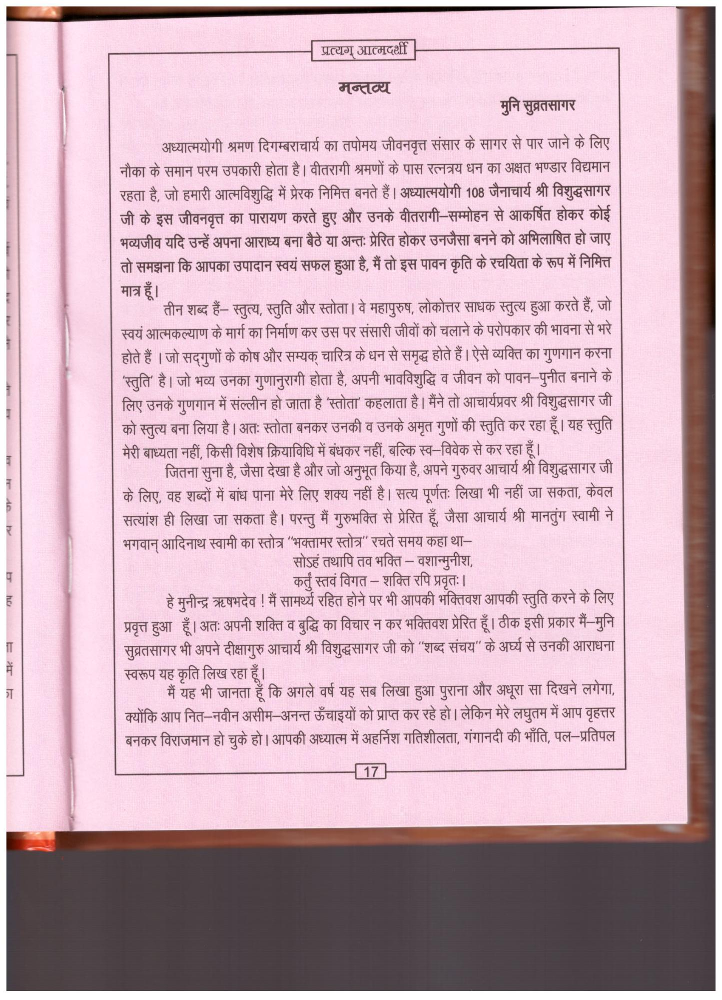 प्रत्यग् आत्मदर्शी
मन्तव्य
मुनि सुव्रतसागर
अध्यात्मयोगी श्रमण दिगम्बराचार्य का तपोमय जीवनवृत्त संसार के सागर से पार जाने के लिए
नौका के समान परम उपकारी होता है। वीतरागी श्रमणों के पास रत्नत्रय धन का अक्षत भण्डार विद्यमान
रहता है, जो हमारी आत्मविशुद्धि में प्रेरक निमित्त बनते हैं। अध्यात्मयोगी 108 जैनाचार्य श्री विशुद्धसागर
जी के इस जीवनवृत्त का पारायण करते हुए और उनके वीतरागी–सम्मोहन से आकर्षित होकर कोई
भव्यजीव यदि उन्हें अपना आराध्य बना बैठे या अन्तः प्रेरित होकर उनजैसा बनने को अभिलाषित हो जाए
तो समझना कि आपका उपादान स्वयं सफल हुआ है, मैं तो इस पावन कृति के रचयिता के रूप में निमित्त
मात्र हूँ।
तीन शब्द हैं– स्तुत्य, स्तुति और स्तोता। वे महापुरुष, लोकोत्तर साधक स्तुत्य हुआ करते हैं, जो
स्वयं आत्मकल्याण के मार्ग का निर्माण कर उस पर संसारी जीवों को चलाने के परोपकार की भावना से भरे
होते हैं । जो सद्गुणों के कोष और सम्यक् चारित्र के धन से समृद्ध होते हैं। ऐसे व्यक्ति का गुणगान करना
'स्तुति' है। जो भव्य उनका गुणानुरागी होता है, अपनी भावविशुद्धि व जीवन को पावन–पुनीत बनाने के
लिए उनके गुणगान में संल्लीन हो जाता है 'स्तोता' कहलाता है। मैंने तो आचार्यप्रवर श्री विशुद्धसागर जी
को स्तुत्य बना लिया है। अतः स्तोता बनकर उनकी व उनके अमृत गुणों की स्तुति कर रहा हूँ। यह स्तुति
मेरी बाध्यता नहीं, किसी विशेष क्रियाविधि में बंधकर नहीं, बल्कि स्व–विवेक से कर रहा हूँ।
जितना सुना है, जैसा देखा है और जो अनुभूत किया है, अपने गुरुवर आचार्य श्री विशुद्धसागर जी
के लिए, वह शब्दों में बांध पाना मेरे लिए शक्य नहीं है। सत्य पूर्णतः लिखा भी नहीं जा सकता, केवल
सत्यांश ही लिखा जा सकता है। परन्तु मैं गुरुभक्ति से प्रेरित हूँ, जैसा आचार्य श्री मानतुंग स्वामी ने
भगवान् आदिनाथ स्वामी का स्तोत्र "भक्तामर स्तोत्र" रचते समय कहा था–
सोऽहं तथापि तव भक्ति – वशान्मुनीश,
कर्तुं स्तवं विगत – शक्ति रपि प्रवृतः।
हे मुनीन्द्र ऋषभदेव ! मैं सामर्थ्य रहित होने पर भी आपकी भक्तिवश आपकी स्तुति करने के लिए
प्रवृत्त हुआ हूँ। अतः अपनी शक्ति व बुद्धि का विचार न कर भक्तिवश प्रेरित हूँ। ठीक इसी प्रकार मैं–मुनि
सुव्रतसागर भी अपने दीक्षागुरु आचार्य श्री विशुद्धसागर जी को "शब्द संचय" के अर्घ्य से उनकी आराधना
स्वरूप यह कृति लिख रहा हूँ।
मैं यह भी जानता हूँ कि अगले वर्ष यह सब लिखा हुआ पुराना और अधूरा सा दिखने लगेगा,
क्योंकि आप नित–नवीन असीम–अनन्त ऊँचाइयों को प्राप्त कर रहे हो। लेकिन मेरे लघुतम में आप वृहत्तर
बनकर विराजमान हो चुके हो। आपकी अध्यात्म में अहर्निश गतिशीलता, गंगानदी की भाँति, पल–प्रतिपल
17